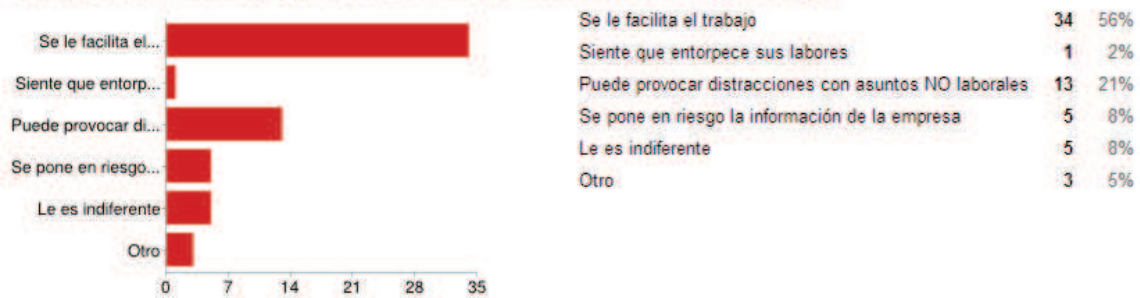 Se le facilita el...
Siente que entorp...
Puede provocar di...
Se pone en riesgo...
Le es indiferente
Otro
0 7 14 21 28 35
Se le facilita el trabajo 34 56%
Siente que entorpece sus labores 1 2%
Puede provocar distracciones con asuntos NO laborales 13 21%
Se pone en riesgo la información de la empresa 5 8%
Le es indiferente 5 8%
Otro 3 5%